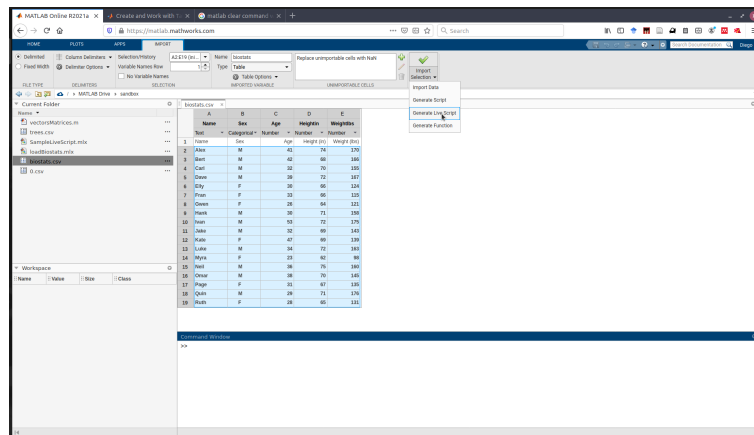 MATLAB Online R2021a
Create and Work with
matlab clear command
https://matlab.mathworks.com
Search
HOME PLOTS APPS IMPORT
Search Documentation
Diego
Delimited
Column Delimiters
Selection/History
A2:E19
Name biostats
Replace unimportable cells with NaN
Fixed Width
Delimiter Options
Variable Names Row
1
Type Table
No Variable Names
Table Options
Import
Selection
FILE TYPE
DELIMITERS
SELECTION
IMPORTED VARIABLE
UNIMPORTABLE CELLS
Import Data
Generate Script
Generate Live Script
Generate Function
/ MATLAB Drive sandbox
Current Folder
Name
vectorsMatrices.m
trees.csv
SampleLiveScript.mlx
loadBiostats.mlx
biostats.csv
0.csv
Workspace
Name Value Size Class
biostats.csv
A B C D E
Name Sex Age Heightin Weightlbs
Text Categorical Number Number Number
1 Name Sex Age Height (in) Weight (lbs)
2 Alex M 41 74 170
3 Bert M 42 68 166
4 Carl M 32 70 155
5 Dave M 39 72 167
6 Elly F 30 66 124
7 Fran F 33 66 115
8 Gwen F 26 64 121
9 Hank M 30 71 158
10 Ivan M 53 72 175
11 Jake M 32 69 143
12 Kate F 47 69 139
13 Luke M 34 72 163
14 Myra F 23 62 98
15 Neil M 36 75 160
16 Omar M 38 70 145
17 Page F 31 67 135
18 Quin M 29 71 176
19 Ruth F 28 65 131
Command Window
>>